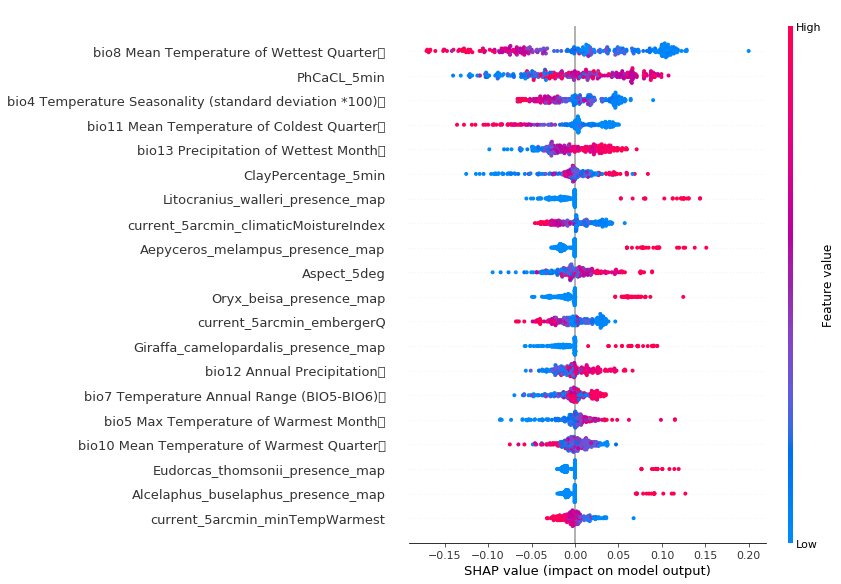 High
bio8 Mean Temperature of Wettest Quarter
PhCaCL_5min
bio4 Temperature Seasonality (standard deviation *100)
bio11 Mean Temperature of Coldest Quarter
bio13 Precipitation of Wettest Month
ClayPercentage_5min
Litocranius_walleri_presence_map
current_5arcmin_climaticMoistureIndex
Aepyceros_melampus_presence_map
Aspect_5deg
Oryx_beisa_presence_map
current_5arcmin_embergerQ
Giraffa_camelopardalis_presence_map
bio12 Annual Precipitation
bio7 Temperature Annual Range (BIO5-BIO6)
bio5 Max Temperature of Warmest Month
bio10 Mean Temperature of Warmest Quarter
Eudorcas_thomsonii_presence_map
Alcelaphus_buselaphus_presence_map
current_5arcmin_minTempWarmest
Feature value
Low
−0.15 −0.10 −0.05 0.00 0.05 0.10 0.15 0.20
SHAP value (impact on model output)